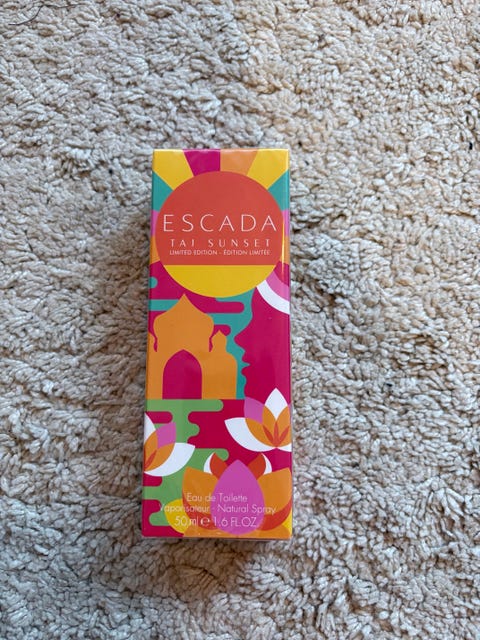 ESCADA
TAJ SUNSET
LIMITED EDITION - ÉDITION LIMITÉE
Eau de Toilette
Vaporisateur - Natural Spray
50 ml e 1.6 FL.OZ.